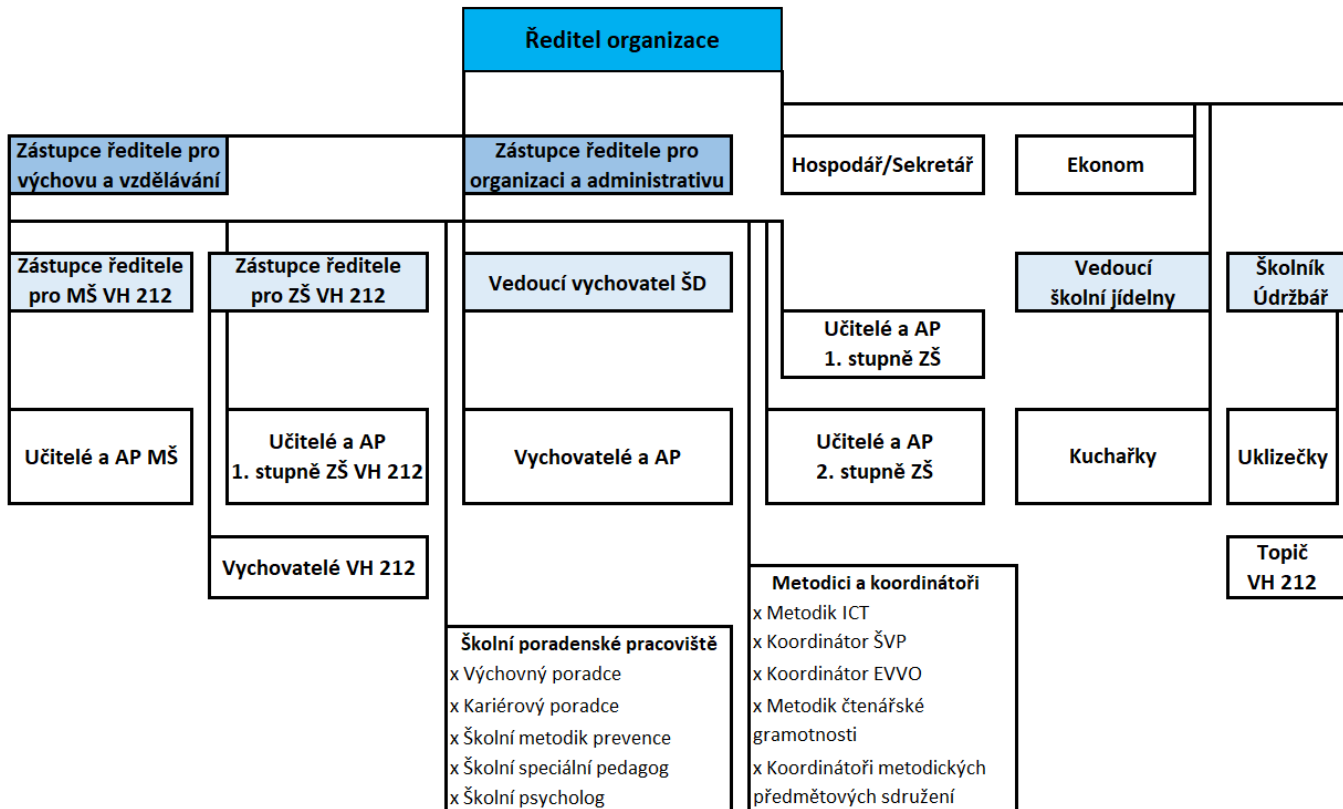 Ředitel organizace
Zástupce ředitele pro
výchovu a vzdělávání
Zástupce ředitele pro
organizaci a administrativu
Hospodář/Sekretář
Ekonom
Zástupce ředitele
pro MŠ VH 212
Zástupce ředitele
pro ZŠ VH 212
Vedoucí vychovatel ŠD
Vedoucí
školní jídelny
Školník
Údržbář
Učitelé a AP
1. stupně ZŠ
Učitelé a AP MŠ
Učitelé a AP
1. stupně ZŠ VH 212
Vychovatelé a AP
Učitelé a AP
2. stupně ZŠ
Kuchařky
Uklizečky
Vychovatelé VH 212
Topič
VH 212
Školní poradenské pracoviště
x Výchovný poradce
x Kariérový poradce
x Školní metodik prevence
x Školní speciální pedagog
x Školní psycholog
Metodici a koordinátoři
x Metodik ICT
x Koordinátor ŠVP
x Koordinátor EVVO
x Metodik čtenářské
gramotnosti
x Koordinátoři metodických
předmětových sdružení